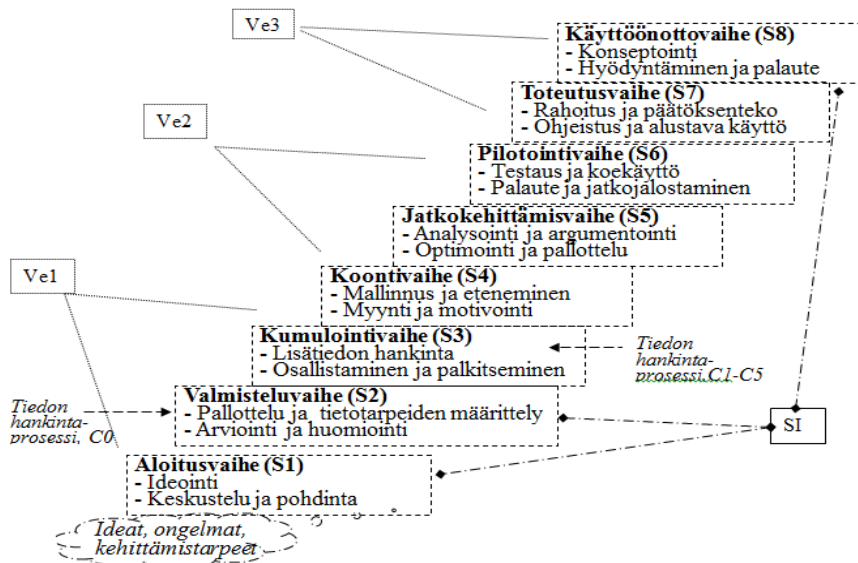 Ve3
Käyttöönottovaihe (S8)
- Konseptointi
- Hyödyntäminen ja palaute
Toteutusvaihe (S7)
- Rahoitus ja päätöksenteko
- Ohjeistus ja alustava käyttö
Ve2
Pilotointivaihe (S6)
- Testaus ja koekäyttö
- Palaute ja jatkojalostaminen
Jatkokehittämisvaihe (S5)
- Analysointi ja argumentointi
- Optimointi ja pallottelu
Ve1
Koontivaihe (S4)
- Mallinnus ja eteneminen
- Myynti ja motivointi
Kumulointivaihe (S3)
- Lisätiedon hankinta
- Osallistaminen ja palkitseminen
Tiedon
hankinta-
prosessi,C1-C5
Valmisteluvaihe (S2)
- Pallottelu ja tietotarpeiden määrittely
- Arviointi ja huomiointi
Tiedon
hankinta-
prosessi, C0
SI
Aloitusvaihe (S1)
- Ideointi
- Keskustelu ja pohdinta
Ideat, ongelmat,
kehittämistarpeet